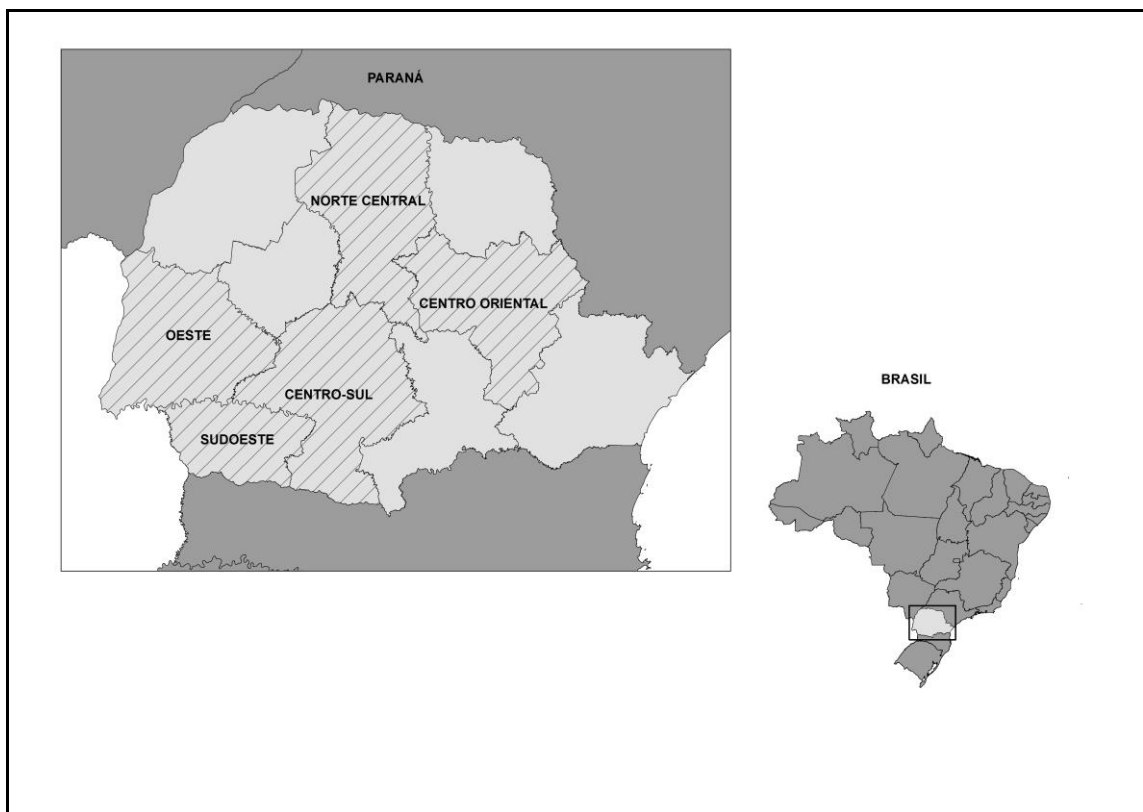 PARANÁ
NORTE CENTRAL
CENTRO ORIENTAL
OESTE
CENTRO-SUL
SUDOESTE
BRASIL